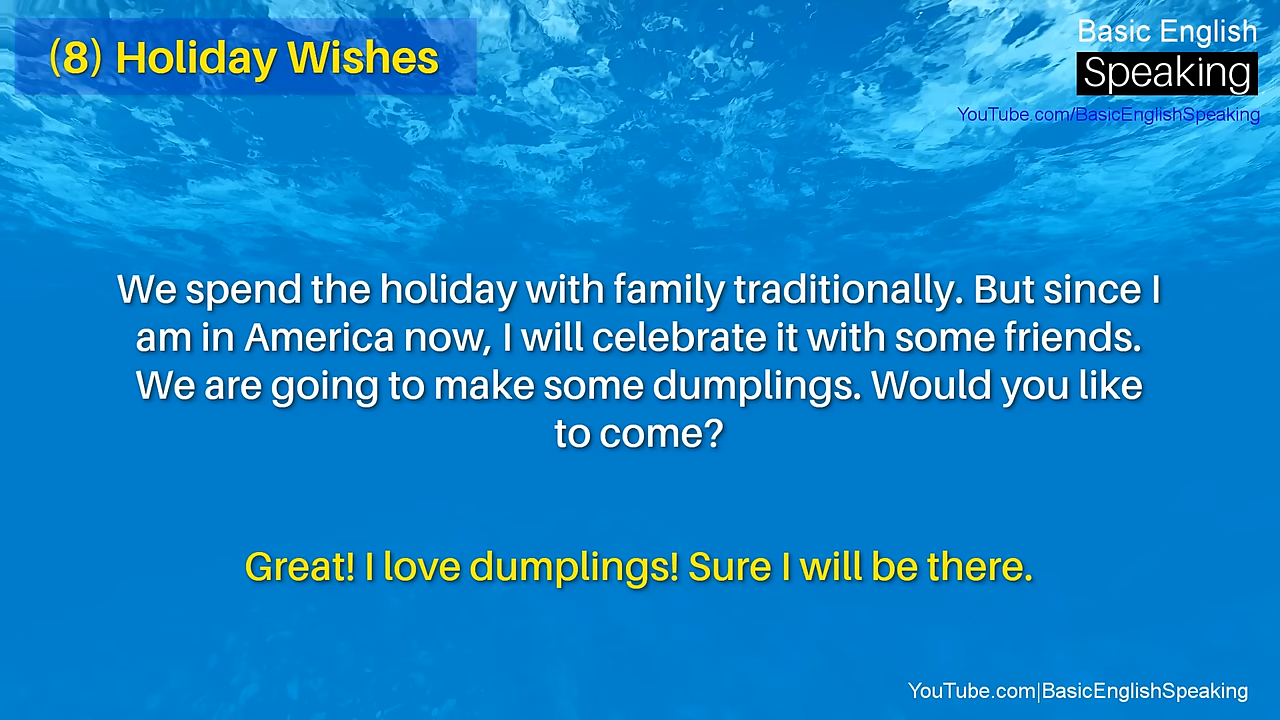 (8) Holiday Wishes
Basic English
Speaking
YouTube.com/BasicEnglishSpeaking
We spend the holiday with family traditionally. But since I
am in America now, I will celebrate it with some friends.
We are going to make some dumplings. Would you like
to come?
Great! I love dumplings! Sure I will be there.
YouTube.com|BasicEnglishSpeaking